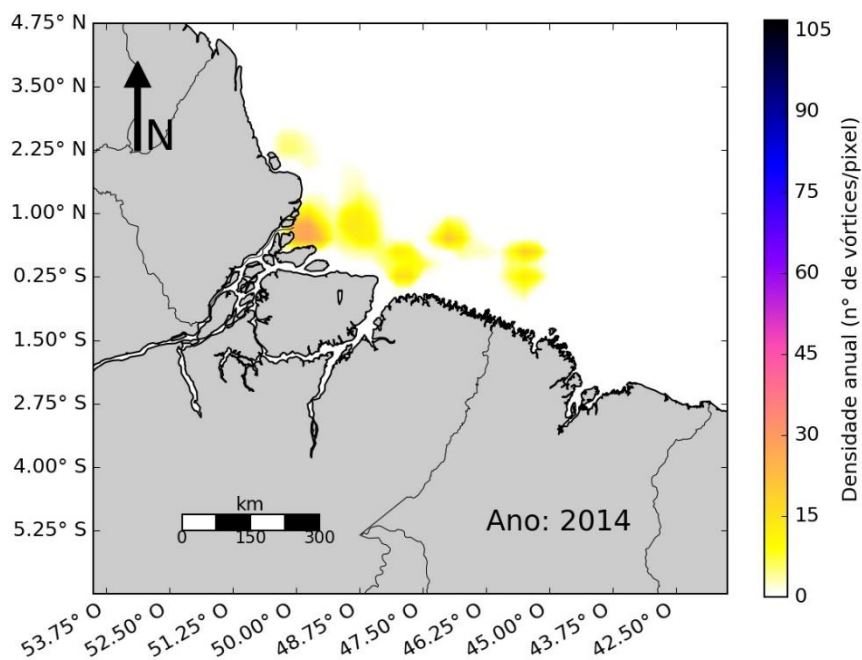 4.75° N
3.50° N
2.25° N
1.00° N
0.25° S
1.50° S
2.75° S
4.00° S
5.25° S
N
km
0 150 300
Ano: 2014
53.75° O 52.50° O 51.25° O 50.00° O 48.75° O 47.50° O 46.25° O 45.00° O 43.75° O 42.50° O
105
90
75
60
45
30
15
0
Densidade anual (n° de vórtices/pixel)